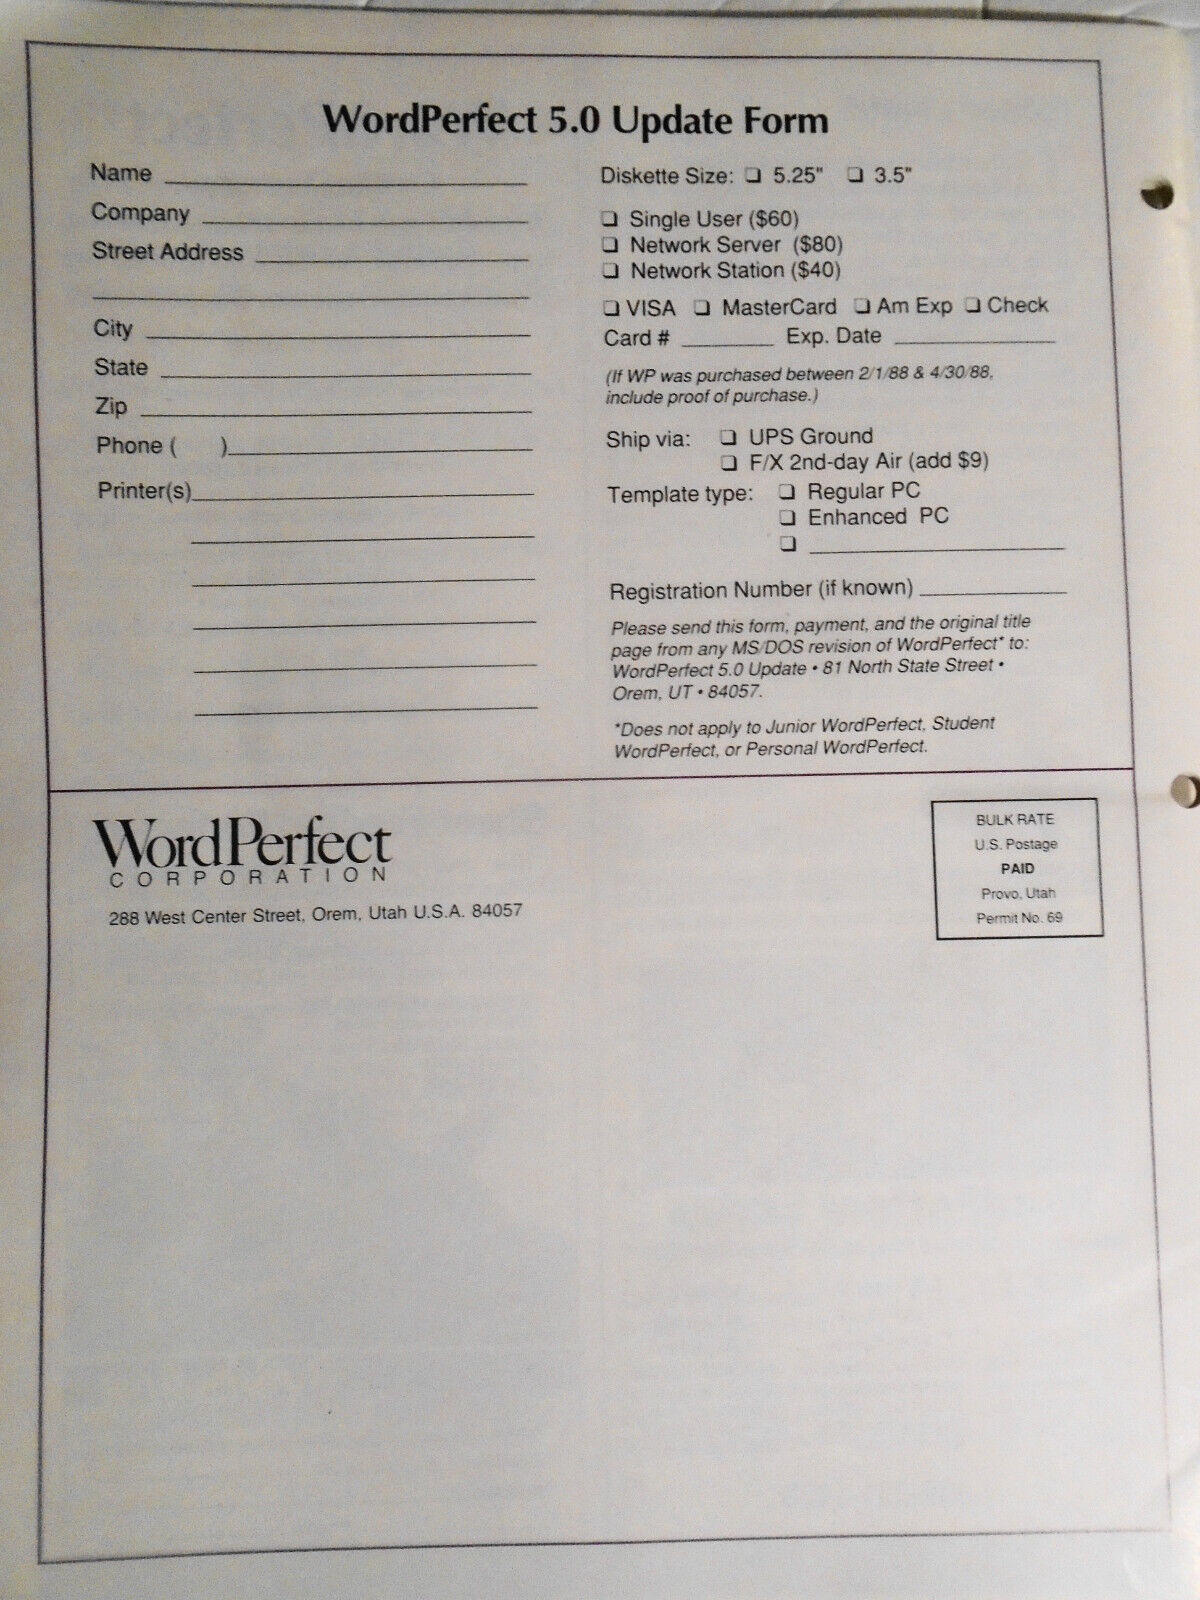 WordPerfect 5.0 Update Form
Name
Company
Street Address
City
State
Zip
Phone ( )
Printer(s)
Diskette Size: ❏ 5.25" ❏ 3.5"
❏ Single User ($60)
❏ Network Server ($80)
❏ Network Station ($40)
❏ VISA ❏ MasterCard ❏ Am Exp ❏ Check
Card # ________ Exp. Date ________
(If WP was purchased between 2/1/88 & 4/30/88,
include proof of purchase.)
Ship via: ❏ UPS Ground
❏ F/X 2nd-day Air (add $9)
Template type: ❏ Regular PC
❏ Enhanced PC
❏ ________
Registration Number (if known) ________
Please send this form, payment, and the original title
page from any MS/DOS revision of WordPerfect* to:
WordPerfect 5.0 Update • 81 North State Street •
Orem, UT • 84057.
*Does not apply to Junior WordPerfect, Student
WordPerfect, or Personal WordPerfect.
WordPerfect
CORPORATION
288 West Center Street, Orem, Utah U.S.A. 84057
BULK RATE
U.S. Postage
PAID
Provo, Utah
Permit No. 69